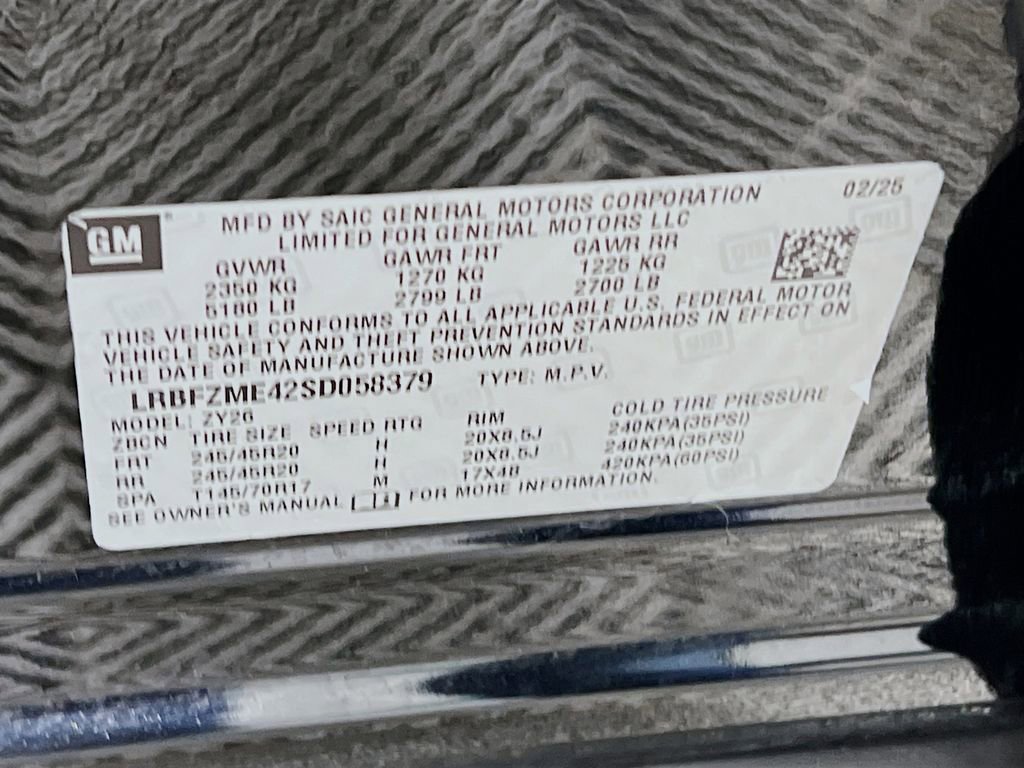 GM
MFD BY SAIC GENERAL MOTORS CORPORATION 02/25
LIMITED FOR GENERAL MOTORS LLC
GVWR GAWR FRT GAWR RR
2350 KG 1270 KG 1225 KG
5180 LB 2799 LB 2700 LB
THIS VEHICLE CONFORMS TO ALL APPLICABLE U.S. FEDERAL MOTOR
VEHICLE SAFETY AND THEFT PREVENTION STANDARDS IN EFFECT ON
THE DATE OF MANUFACTURE SHOWN ABOVE.
LRBFZME42SD058379 TYPE: M.P.V.
MODEL: ZY26
ZBCN TIRE SIZE SPEED RTG RIM COLD TIRE PRESSURE
FRT 245/45R20 H 20X8.5J 240KPA(35PSI)
RR 245/45R20 H 20X8.5J 240KPA(35PSI)
SPA T145/70R17 M 17X4B 420KPA(60PSI)
SEE OWNER'S MANUAL FOR MORE INFORMATION.